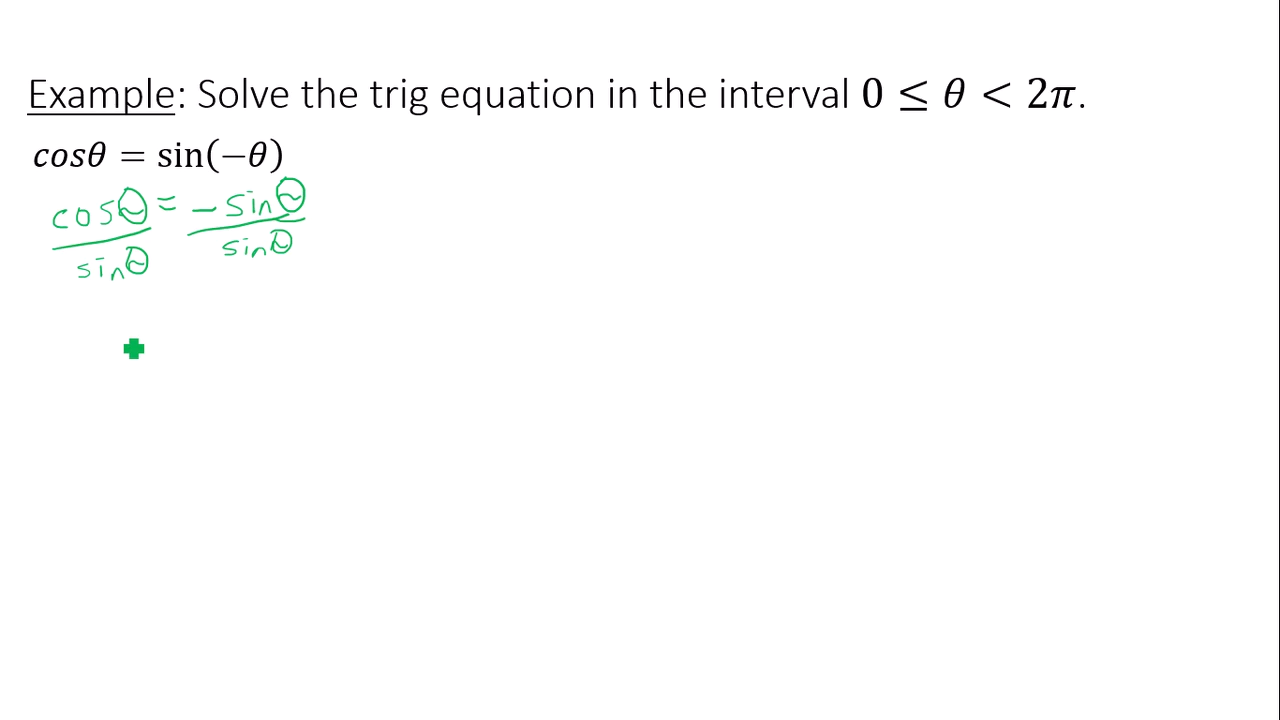 Example: Solve the trig equation in the interval 0 ≤ θ < 2π.
cosθ = sin(−θ)
cosθ = −sinθ
sinθ sinθ